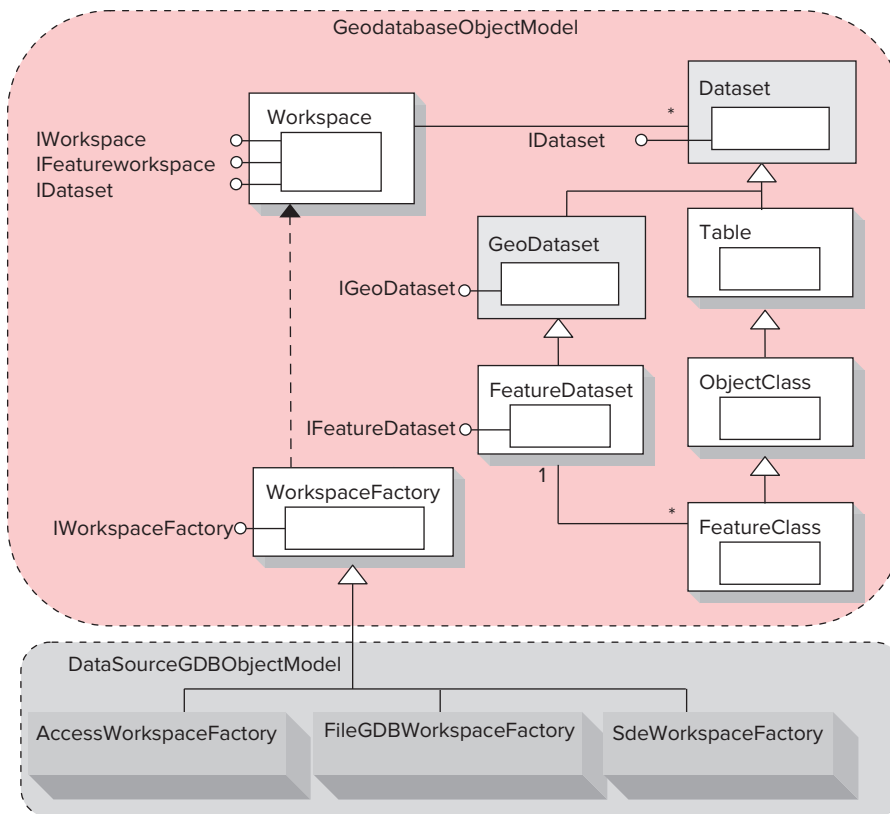 GeodatabaseObjectModel
Dataset
Workspace
*
IWorkspace
IFeatureworkspace
IDataset
IDataset
GeoDataset
Table
IGeoDataset
FeatureDataset
ObjectClass
IFeatureDataset
1
*
WorkspaceFactory
FeatureClass
IWorkspaceFactory
DataSourceGDBObjectModel
AccessWorkspaceFactory
FileGDBWorkspaceFactory
SdeWorkspaceFactory